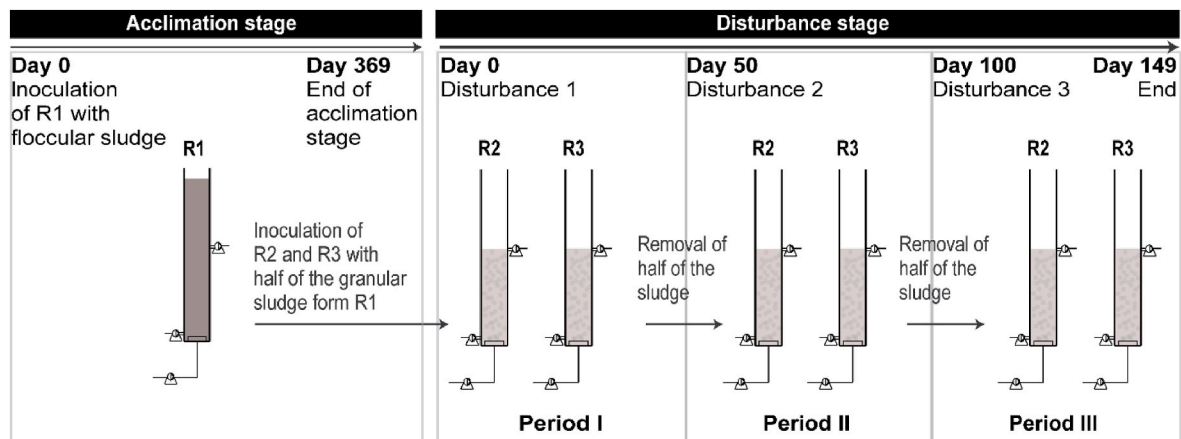 Acclimation stage
Disturbance stage
Day 0
Inoculation
of R1 with
floccular sludge
Day 369
End of
acclimation
stage
R1
Inoculation of
R2 and R3 with
half of the granular
sludge form R1
Day 0
Disturbance 1
R2
R3
Period I
Removal of
half of the
sludge
Day 50
Disturbance 2
R2
R3
Period II
Removal of
half of the
sludge
Day 100
Disturbance 3
Day 149
End
R2
R3
Period III